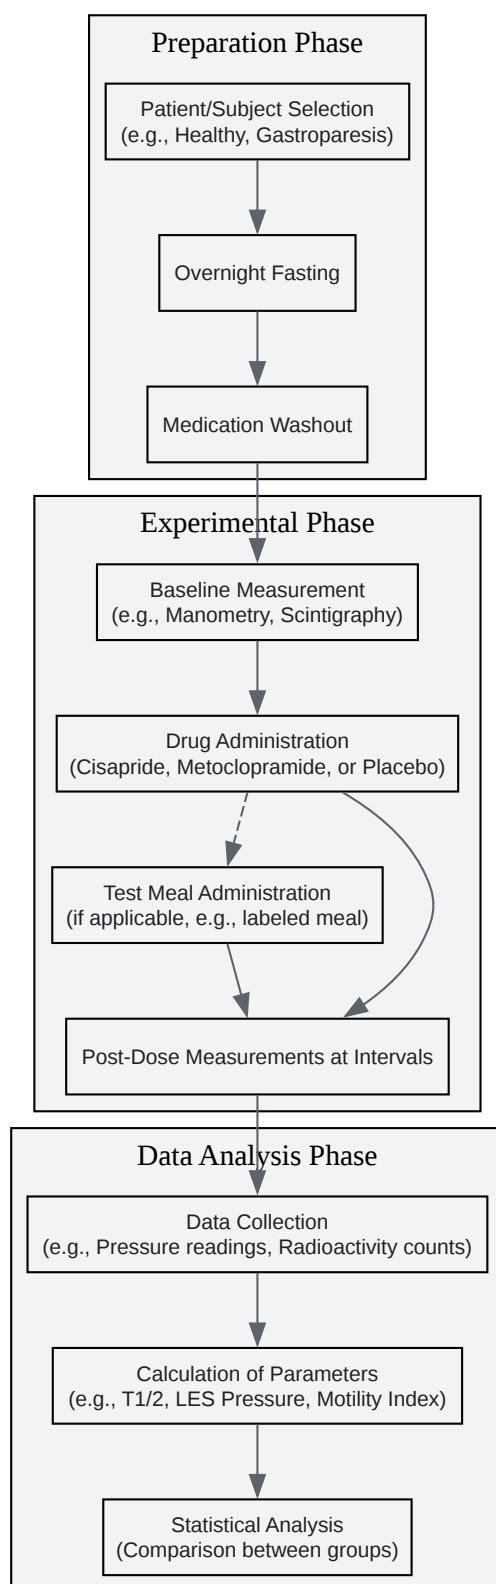 Preparation Phase
Patient/Subject Selection
(e.g., Healthy, Gastroparesis)
Overnight Fasting
Medication Washout
Experimental Phase
Baseline Measurement
(e.g., Manometry, Scintigraphy)
Drug Administration
(Cisapride, Metoclopramide, or Placebo)
Test Meal Administration
(if applicable, e.g., labeled meal)
Post-Dose Measurements at Intervals
Data Analysis Phase
Data Collection
(e.g., Pressure readings, Radioactivity counts)
Calculation of Parameters
(e.g., T1/2, LES Pressure, Motility Index)
Statistical Analysis
(Comparison between groups)